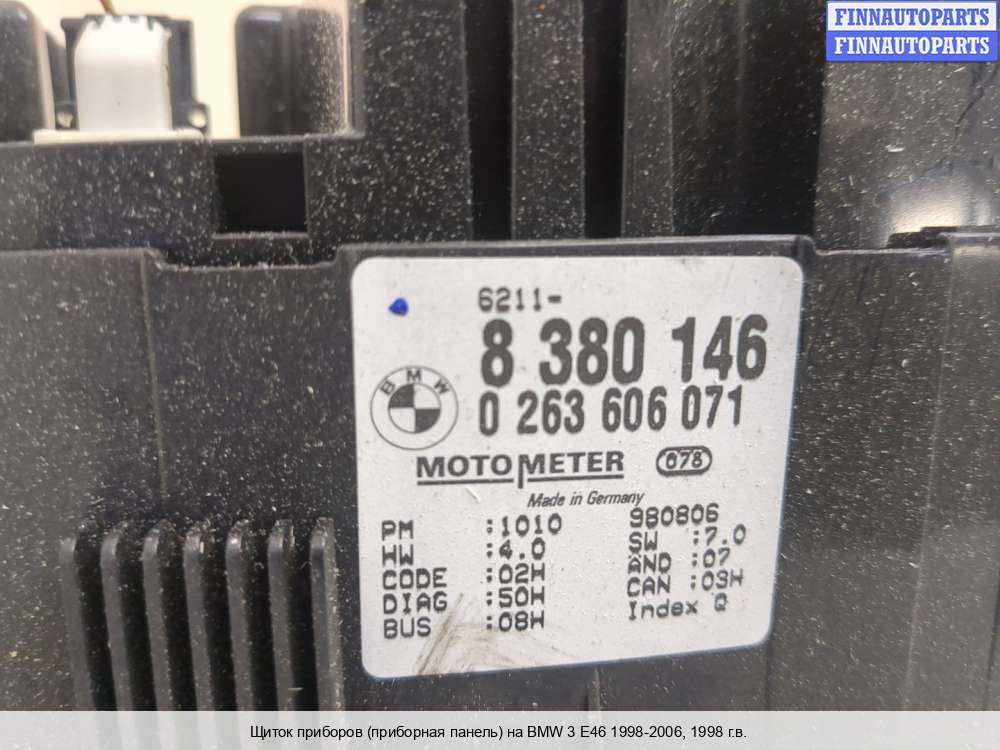 FINNAUTOPARTS
FINNAUTOPARTS
6211-
8 380 146
BMW
0 263 606 071
MOTOMETER 078
Made in Germany
PM :1010 980806
HW :4.0 SW :7.0
CODE :02H AND :07
DIAG :50H CAN :03H
BUS :08H Index Q
Щиток приборов (приборная панель) на BMW 3 E46 1998-2006, 1998 г.в.